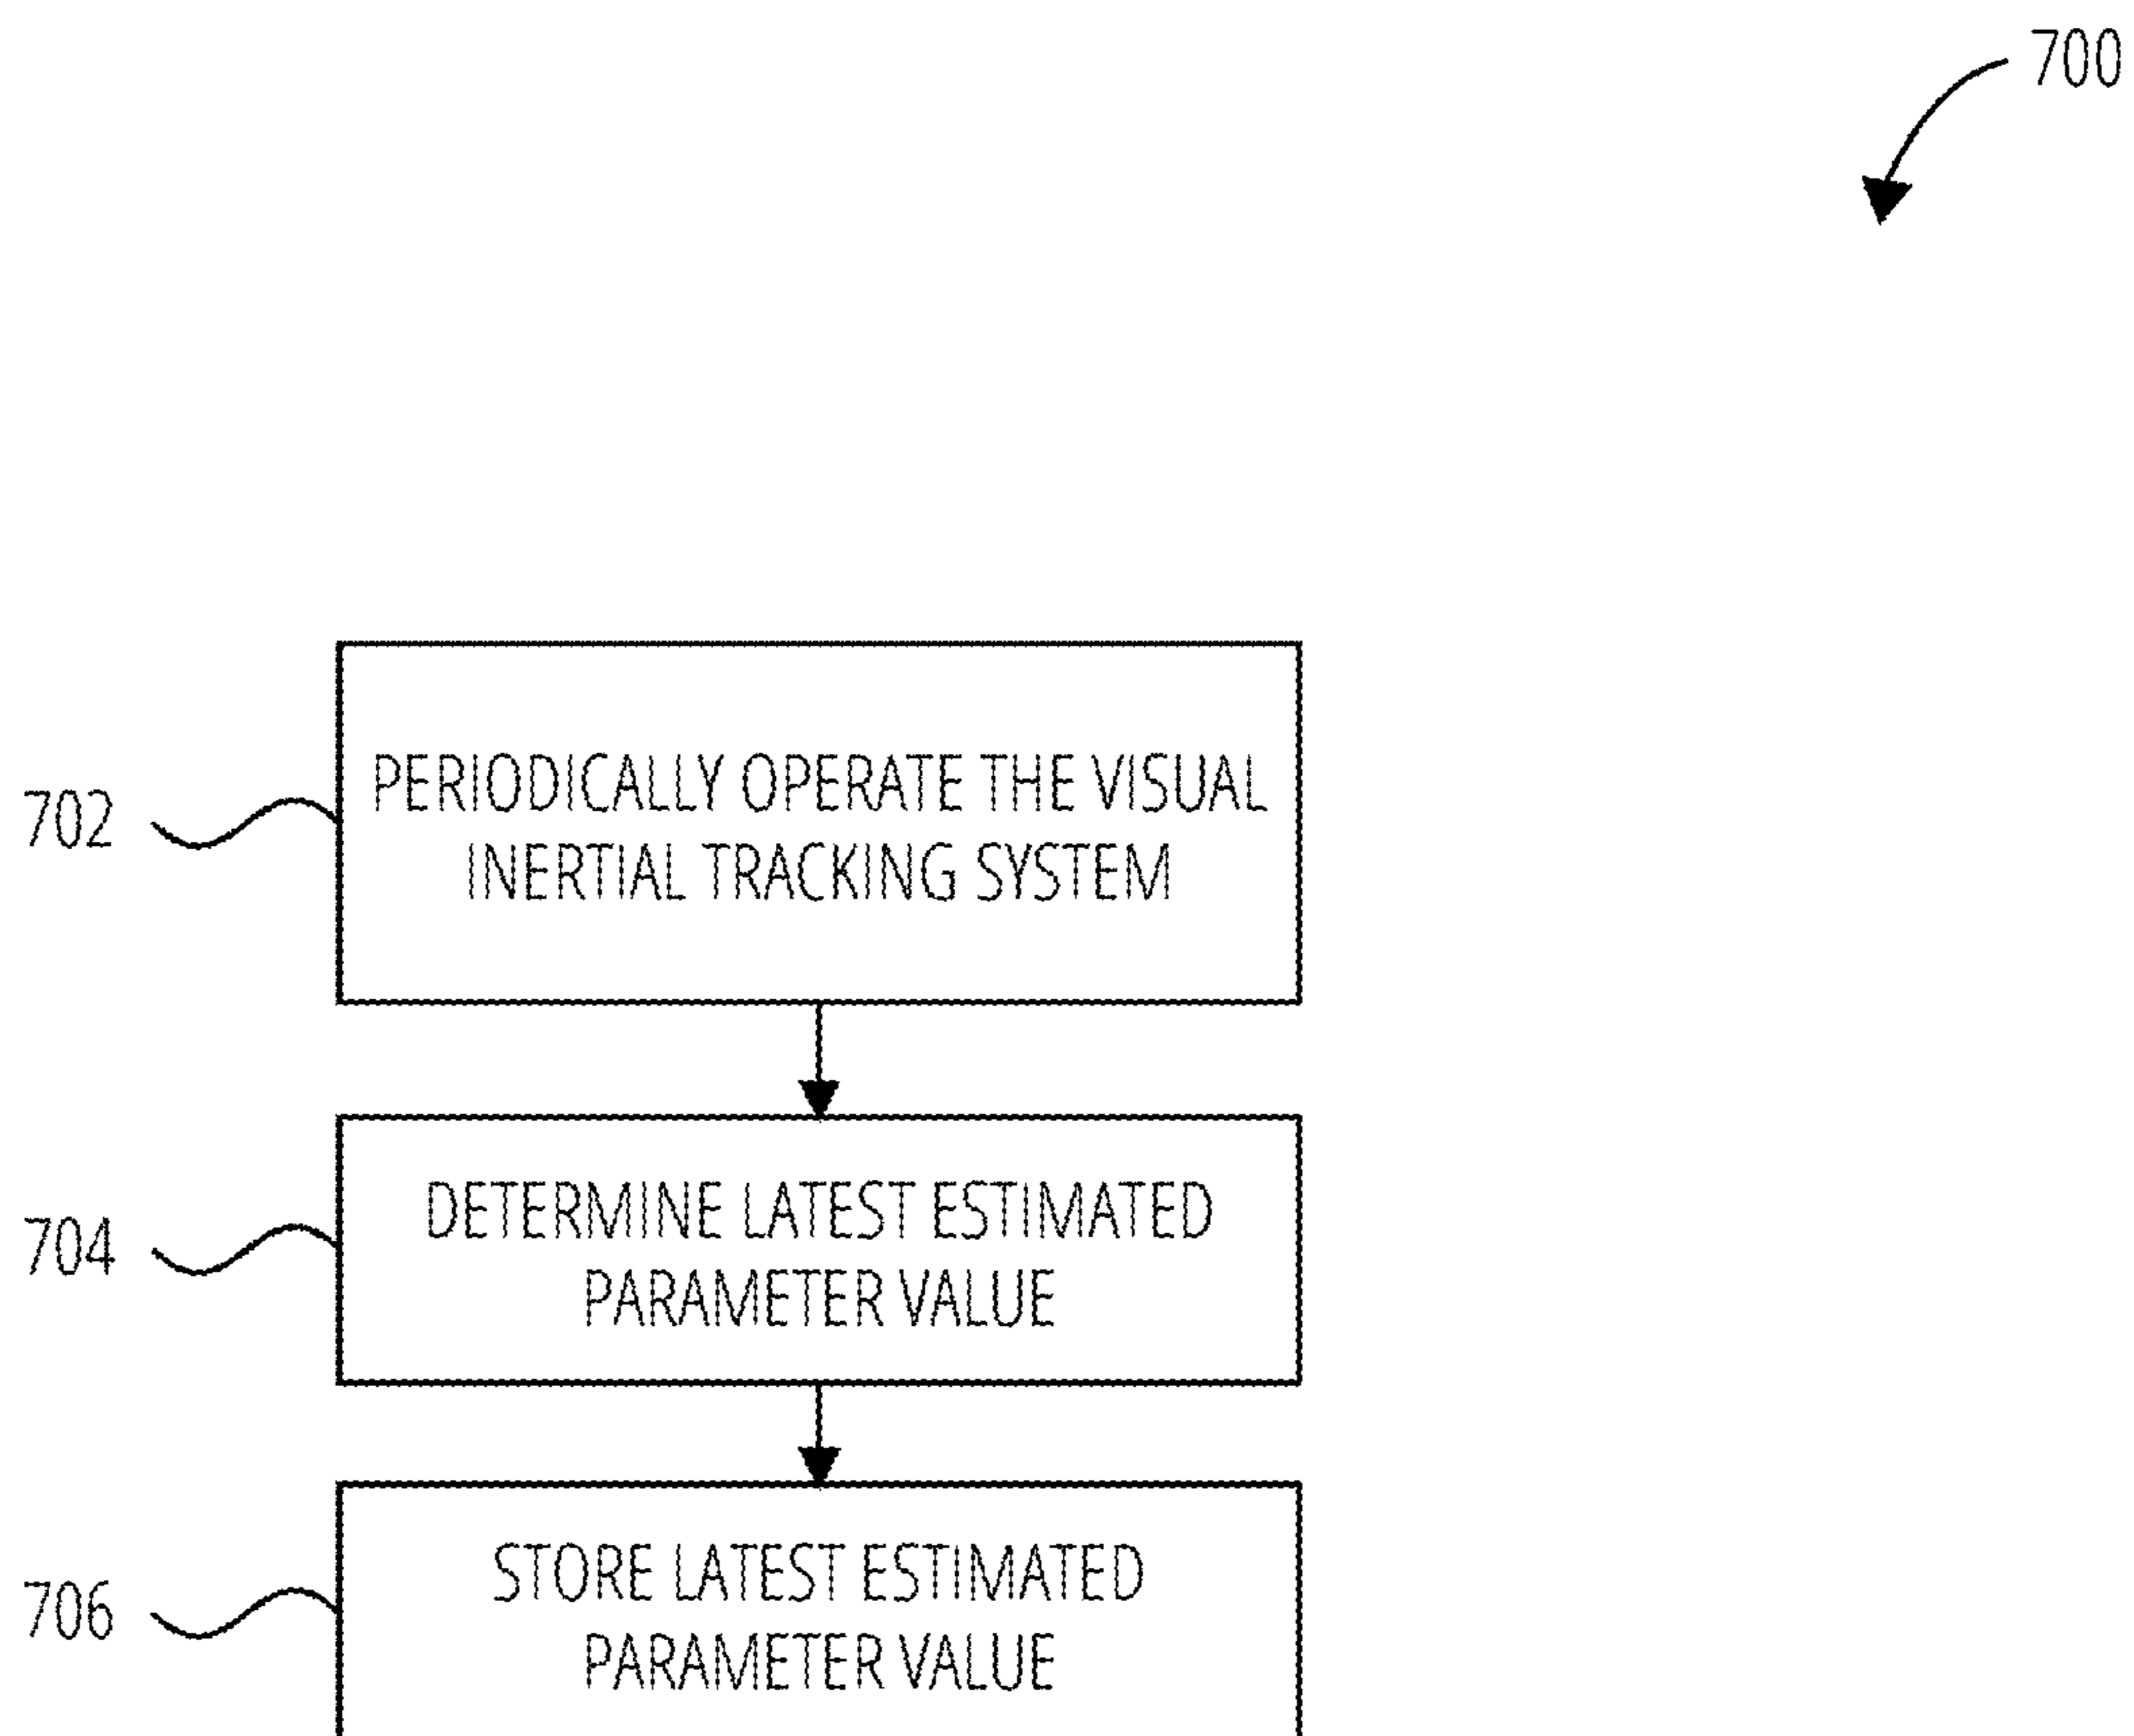 700
702
PERIODICALLY OPERATE THE VISUAL
INERTIAL TRACKING SYSTEM
704
DETERMINE LATEST ESTIMATED
PARAMETER VALUE
706
STORE LATEST ESTIMATED
PARAMETER VALUE